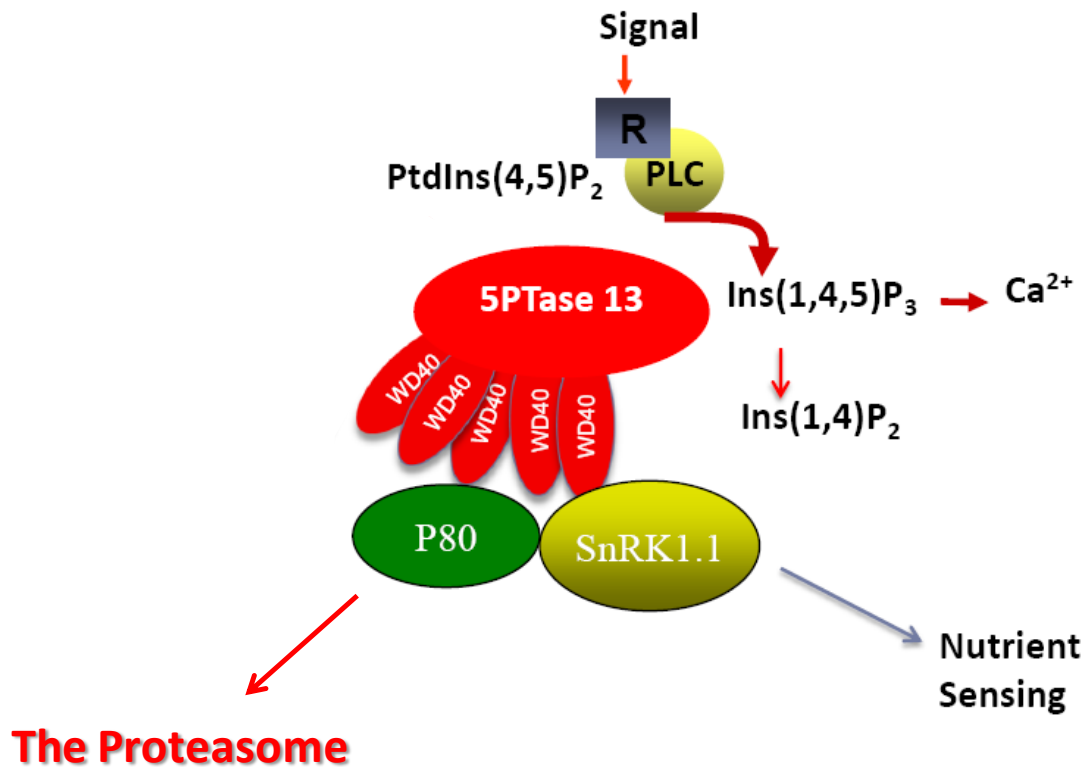 Signal
R
PLC
PtdIns(4,5)P₂
5PTase 13
Ins(1,4,5)P₃
Ca²⁺
WD40
WD40
WD40
WD40
WD40
Ins(1,4)P₂
P80
SnRK1.1
Nutrient
Sensing
The Proteasome